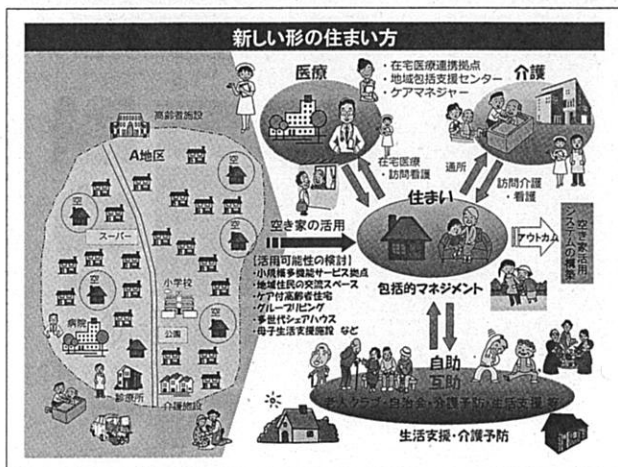 新しい形の住まい方
医療
・在宅医療連携拠点
・地域包括支援センター
・ケアマネジャー
介護
高齢者施設
A地区
空
空
空
空
空
スーパー
小学校
公園
病院
診療所
介護施設
在宅医療
・訪問看護
通所
訪問介護
・看護
住まい
空き家の活用
【活用可能性の検討】
・小規模多機能サービス拠点
・地域住民の交流スペース
・ケア付高齢者住宅
・グループリビング
・多世代シェアハウス
・母子生活支援施設 など
包括的マネジメント
アウトカム
空き家活用
システムの構築
自助
互助
老人クラブ・自治会・介護予防・生活支援 等
生活支援・介護予防